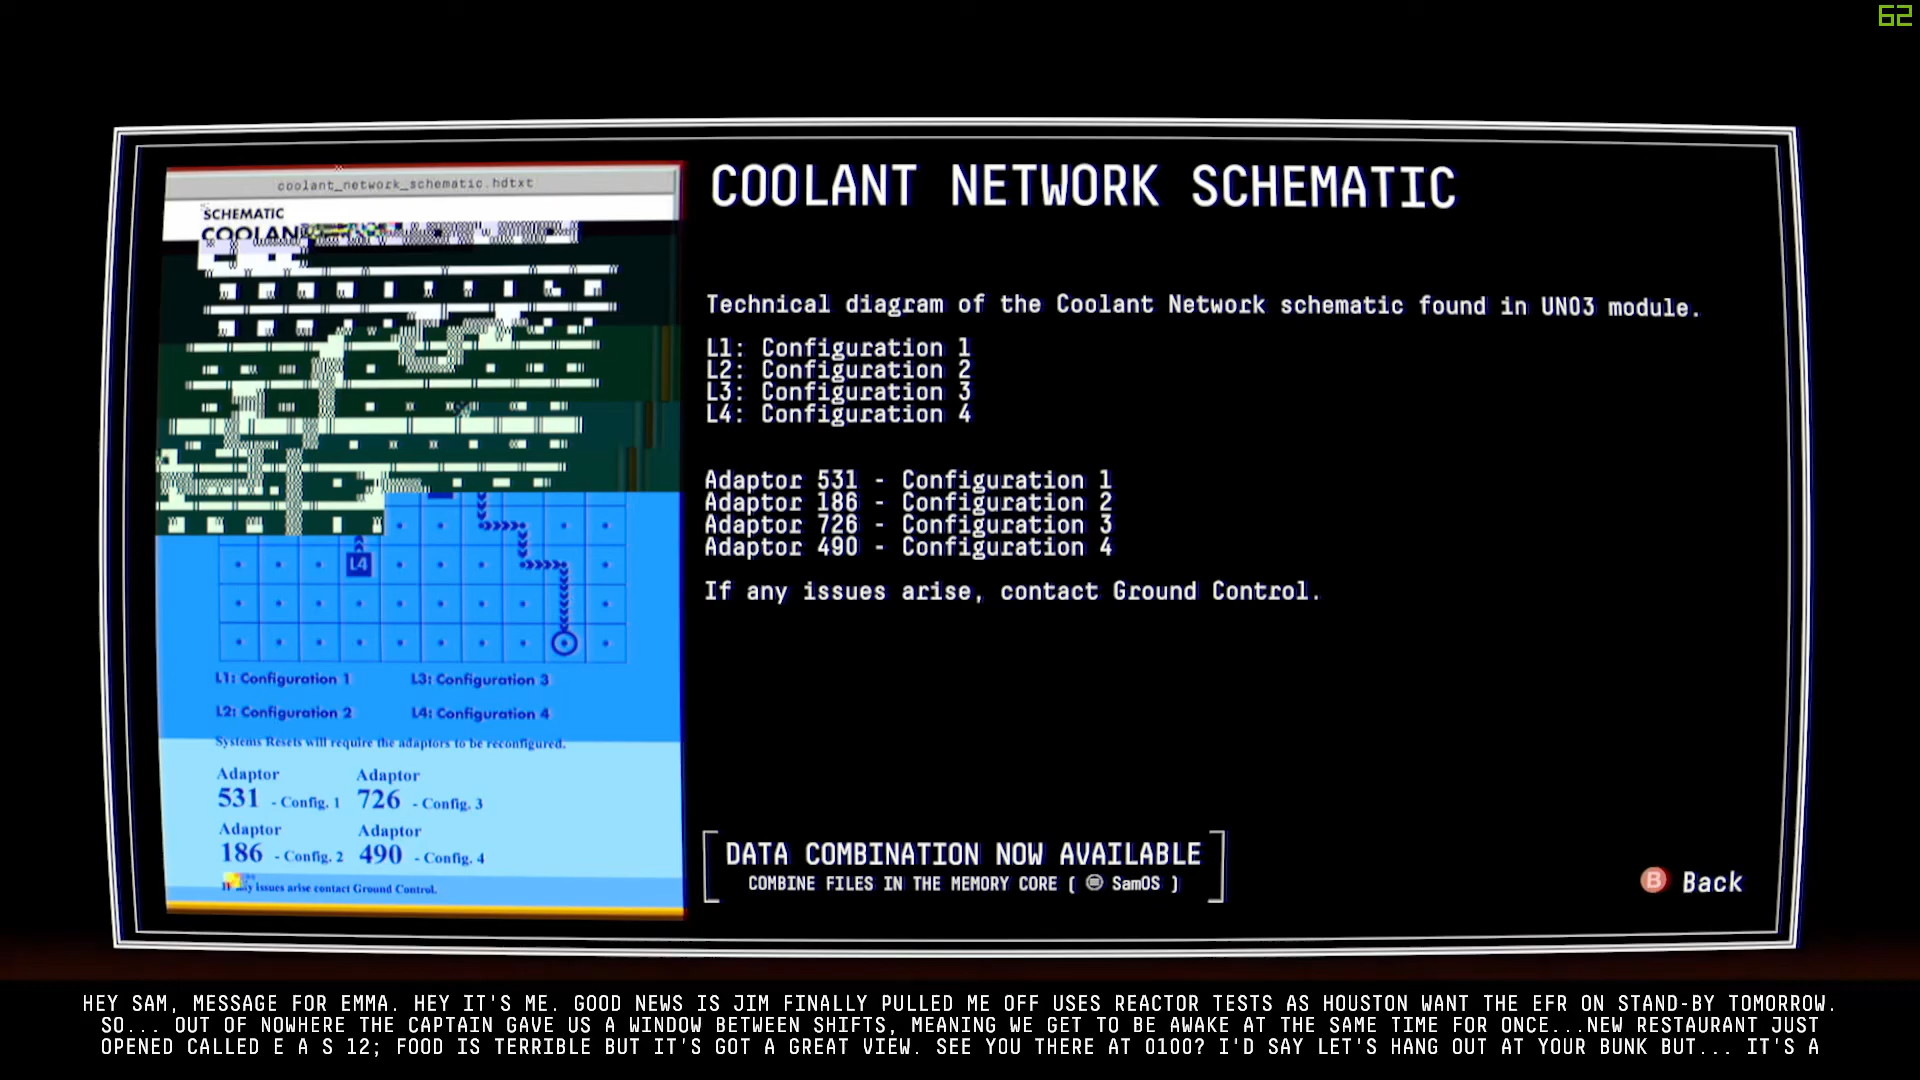 62
coolant_network_schematic.hdtxt
SCHEMATIC
COOLAN
L4
L1: Configuration 1
L3: Configuration 3
L2: Configuration 2
L4: Configuration 4
Systems Resets will require the adaptors to be reconfigured.
Adaptor
531 - Config. 1
Adaptor
726 - Config. 3
Adaptor
186 - Config. 2
Adaptor
490 - Config. 4
issues arise contact Ground Control.
COOLANT NETWORK SCHEMATIC
Technical diagram of the Coolant Network schematic found in UNO3 module.
L1: Configuration 1
L2: Configuration 2
L3: Configuration 3
L4: Configuration 4
Adaptor 531 - Configuration 1
Adaptor 186 - Configuration 2
Adaptor 726 - Configuration 3
Adaptor 490 - Configuration 4
If any issues arise, contact Ground Control.
DATA COMBINATION NOW AVAILABLE
COMBINE FILES IN THE MEMORY CORE ( SamOS )
B Back
HEY SAM, MESSAGE FOR EMMA. HEY IT'S ME. GOOD NEWS IS JIM FINALLY PULLED ME OFF USES REACTOR TESTS AS HOUSTON WANT THE EFR ON STAND-BY TOMORROW.
SO... OUT OF NOWHERE THE CAPTAIN GAVE US A WINDOW BETWEEN SHIFTS, MEANING WE GET TO BE AWAKE AT THE SAME TIME FOR ONCE...NEW RESTAURANT JUST
OPENED CALLED E A S 12; FOOD IS TERRIBLE BUT IT'S GOT A GREAT VIEW. SEE YOU THERE AT 0100? I'D SAY LET'S HANG OUT AT YOUR BUNK BUT... IT'S A